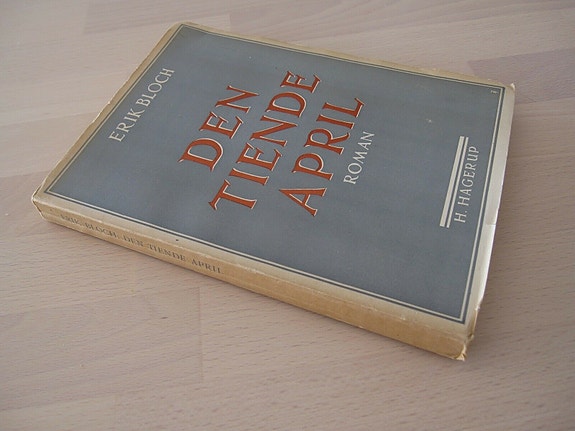 ERIK BLOCH
DEN
TIENDE
APRIL
ROMAN
H. HAGERUP
ERIK BLOCH: DEN TIENDE APRIL